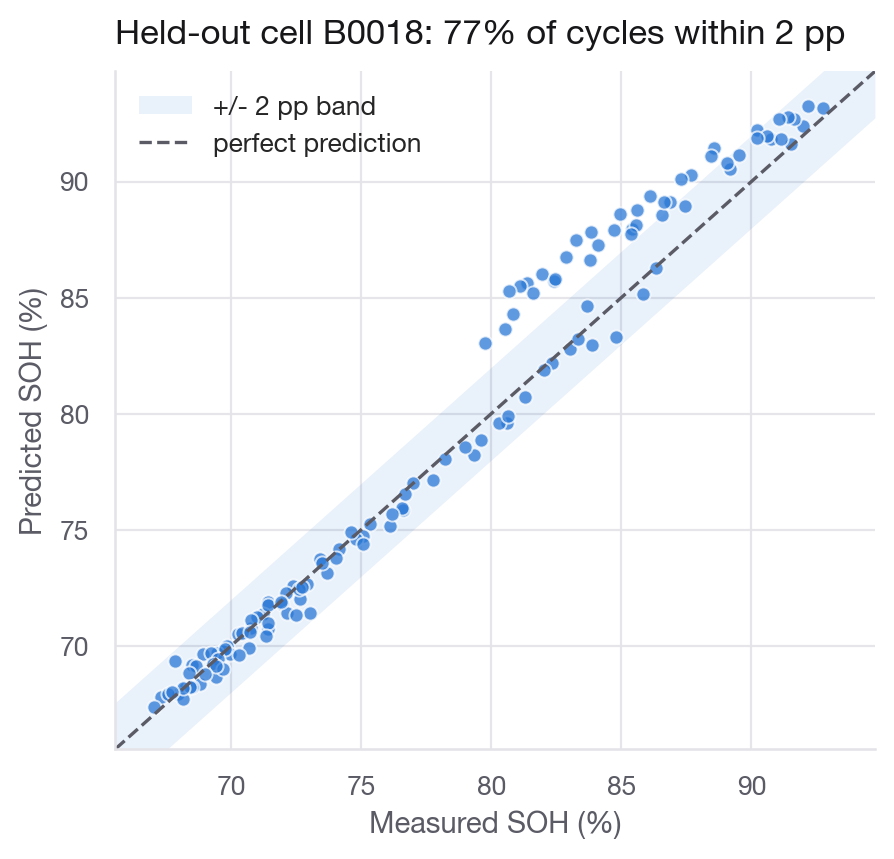 Held-out cell B0018: 77% of cycles within 2 pp
+/- 2 pp band
perfect prediction
90
85
80
75
70
Predicted SOH (%)
70 75 80 85 90
Measured SOH (%)